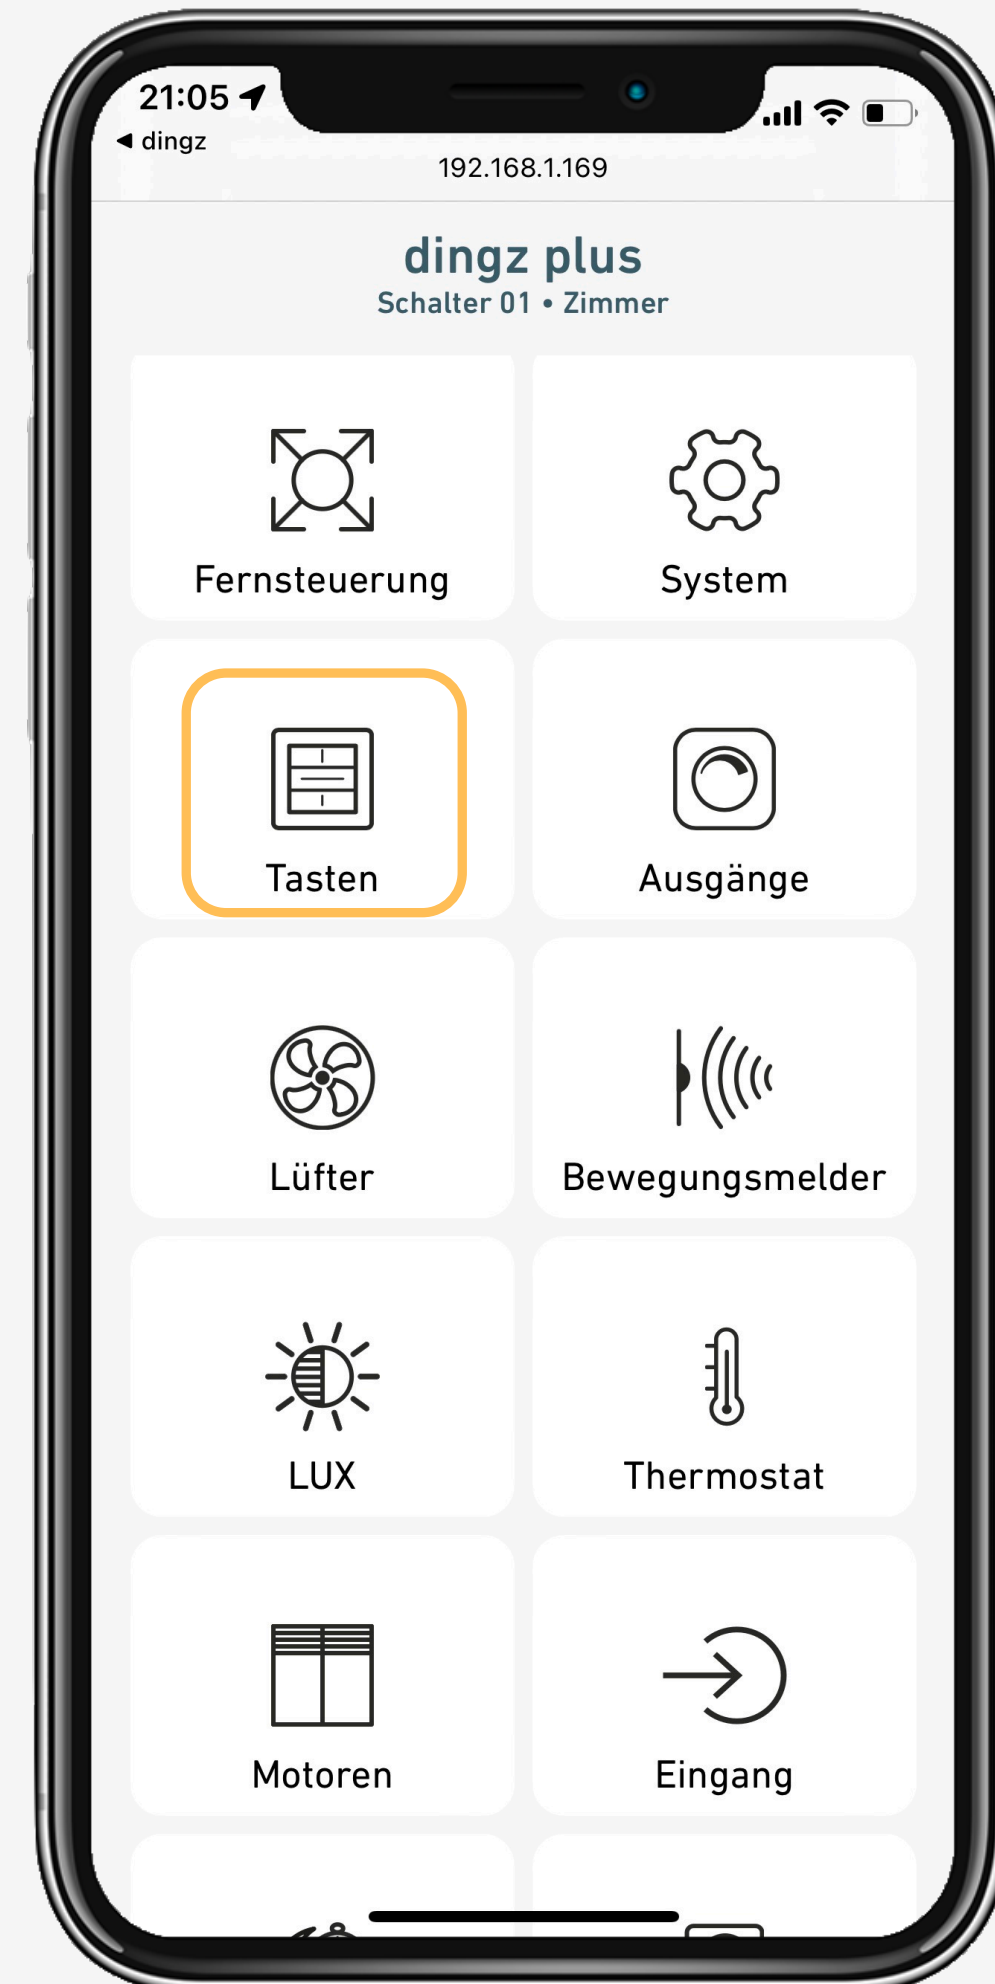 21:05
dingz
192.168.1.169
dingz plus
Schalter 01 • Zimmer
Fernsteuerung
System
Tasten
Ausgänge
Lüfter
Bewegungsmelder
LUX
Thermostat
Motoren
Eingang